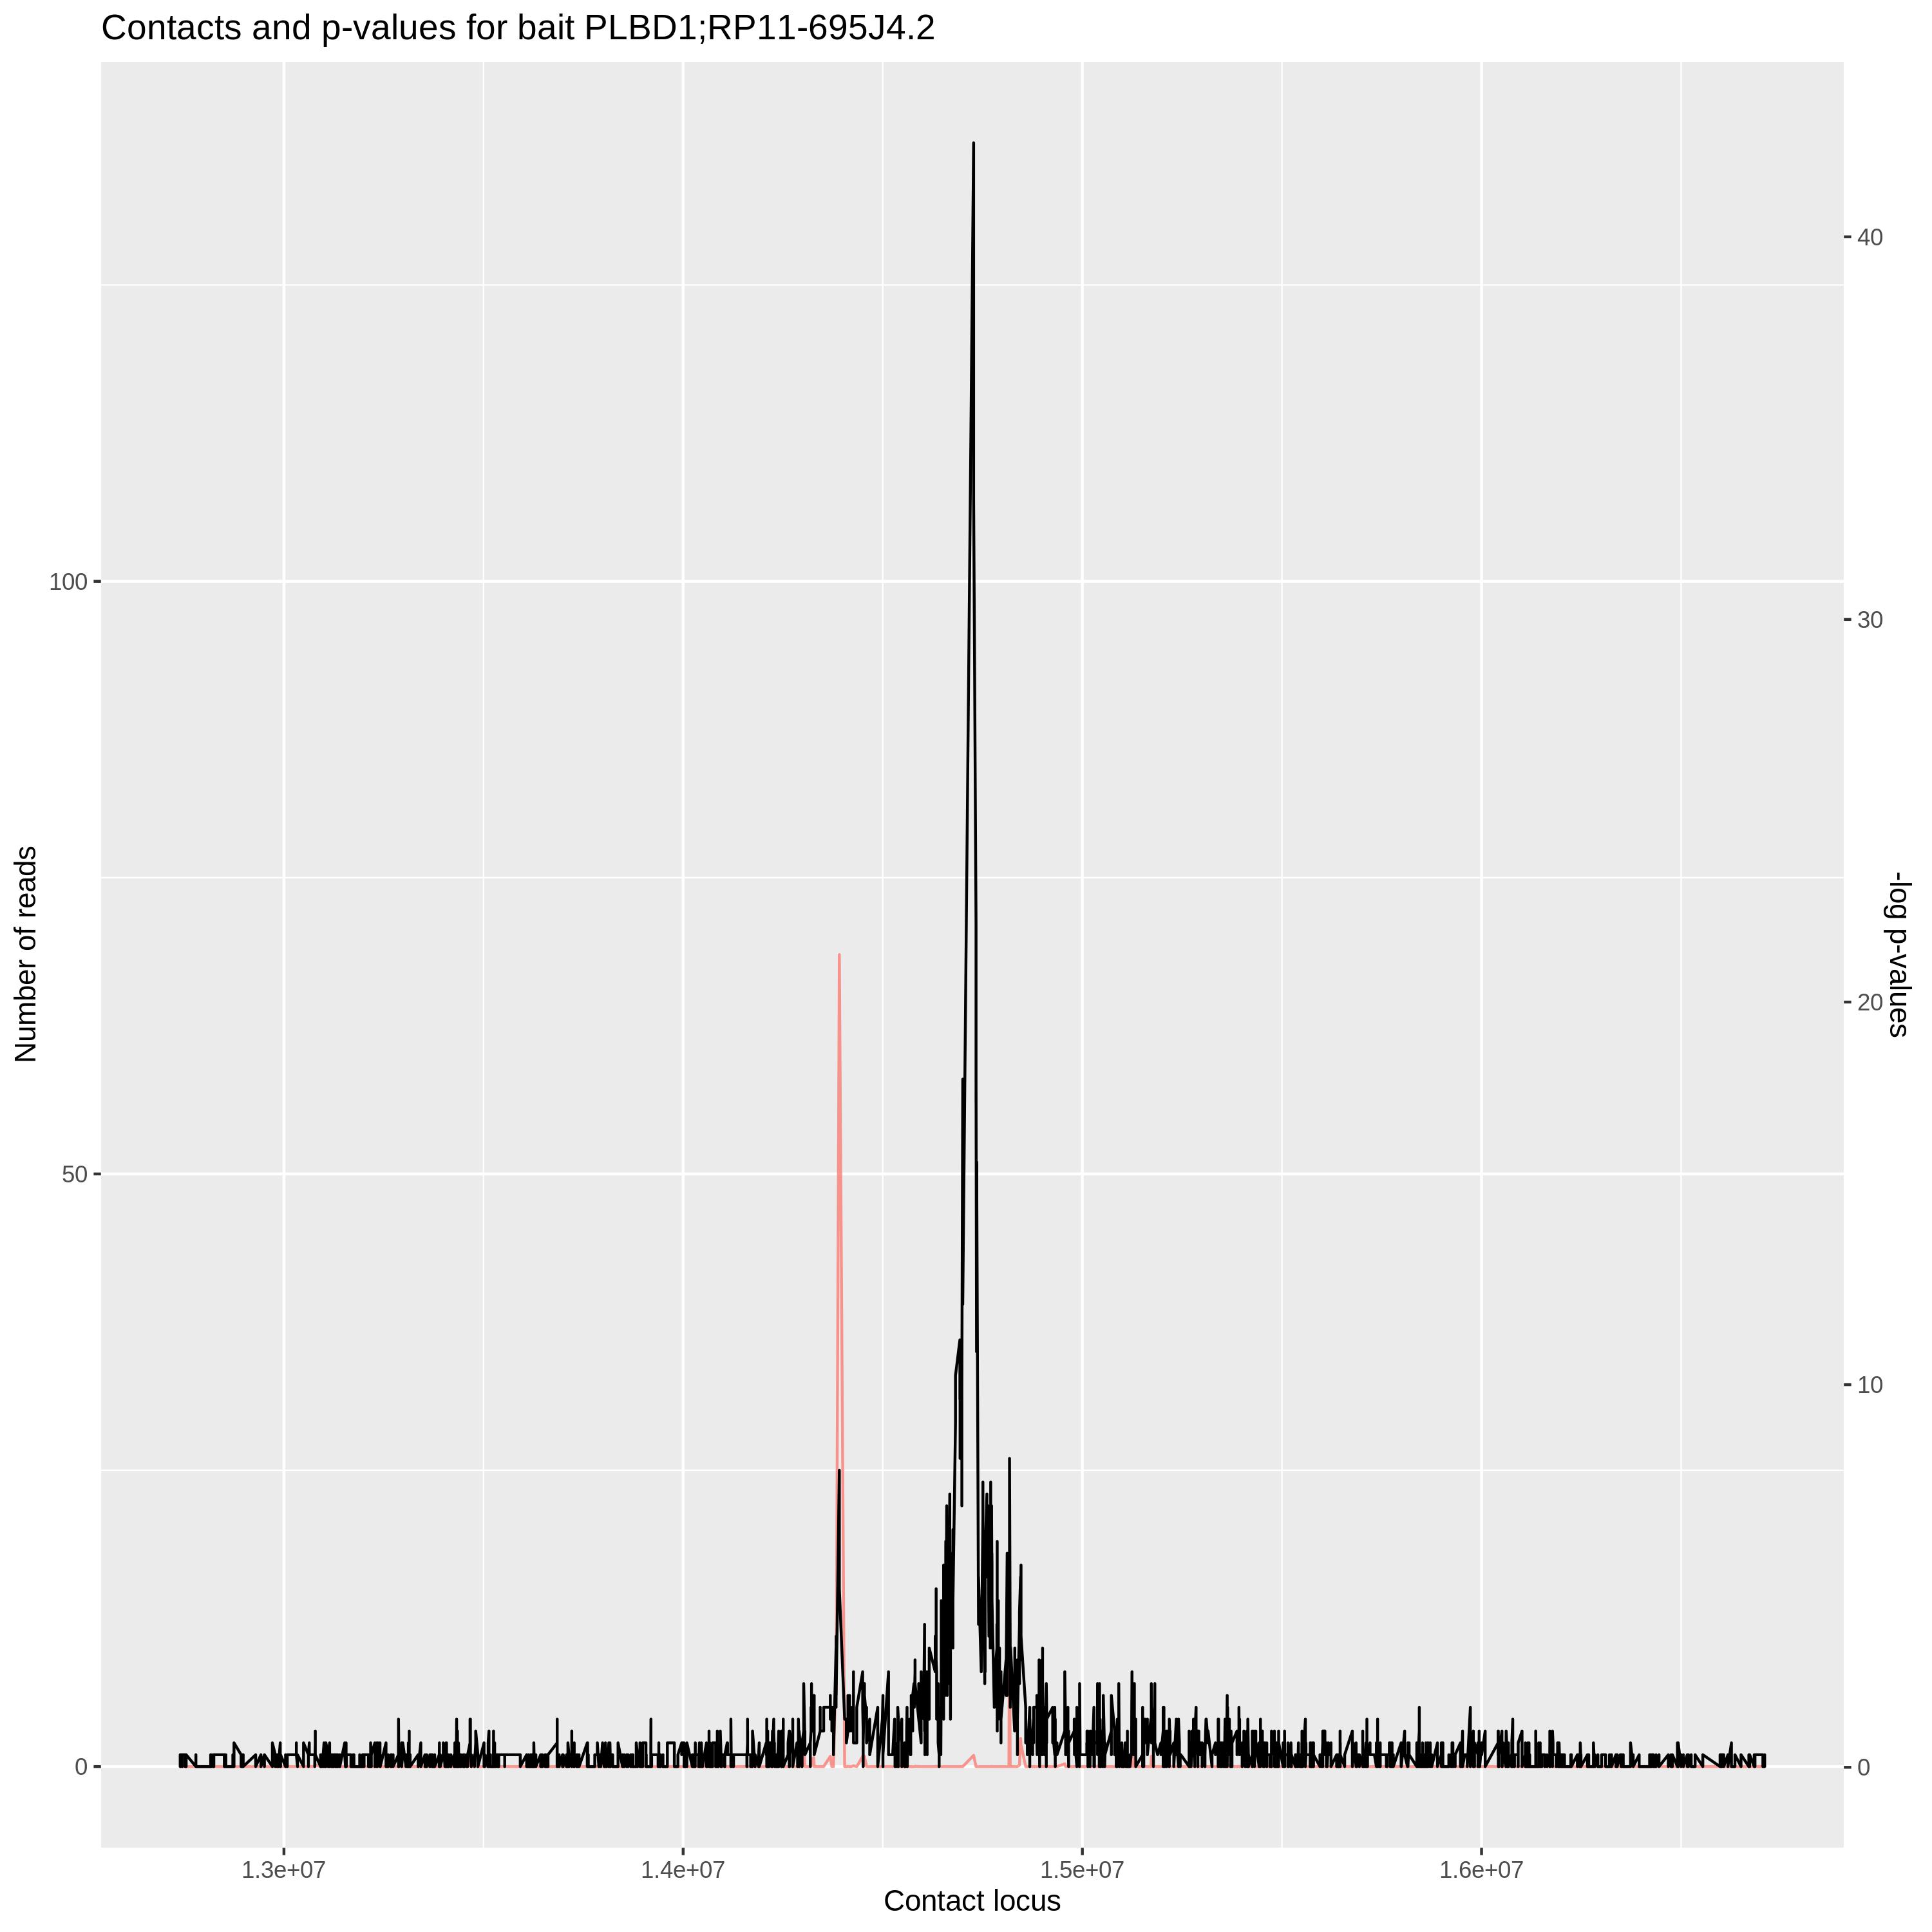 Contacts and p-values for bait PLBD1;RP11-695J4.2
Number of reads
100
50
0
40
30
20
10
0
-log p-values
1.3e+07
1.4e+07
1.5e+07
1.6e+07
Contact locus